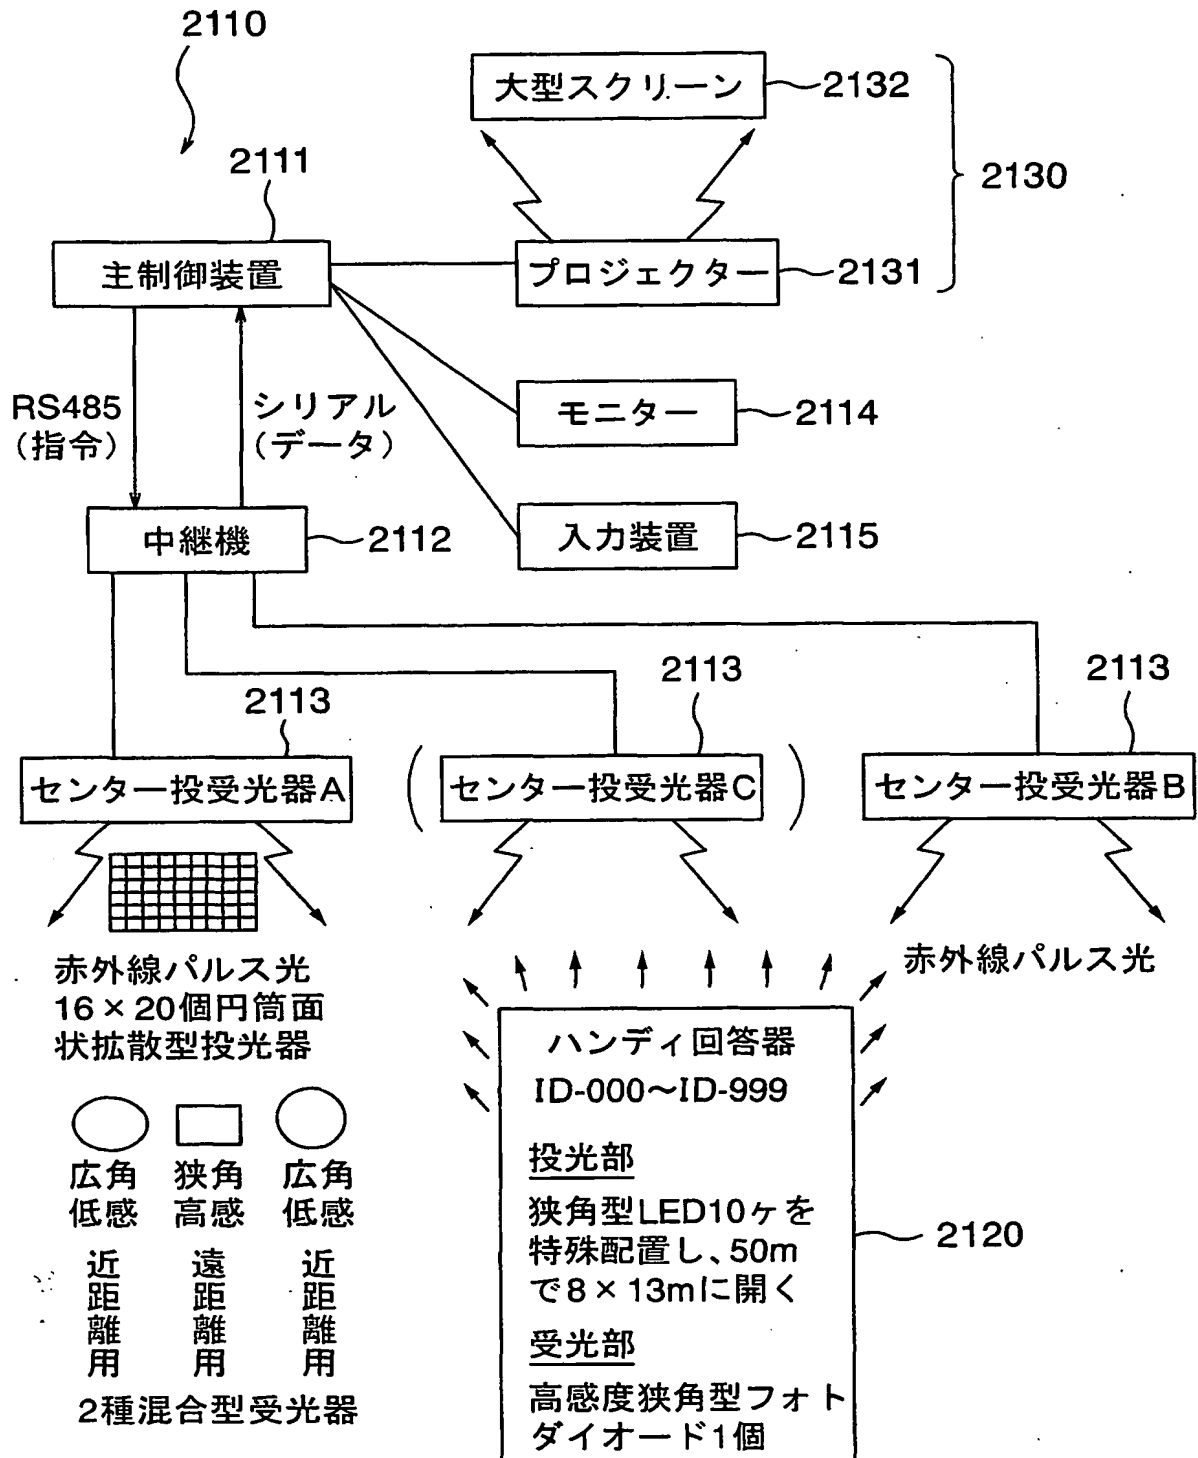 2110
大型スクリーン
2132
2111
2130
主制御装置
プロジェクター
2131
RS485
(指令)
シリアル
(データ)
モニター
2114
中継機
2112
入力装置
2115
2113
2113
2113
センター投受光器A
(センター投受光器C)
センター投受光器B
赤外線パルス光
16×20個円筒面
状拡散型投光器
赤外線パルス光
広角
低感
近距離用
狭角
高感
遠距離用
広角
低感
近距離用
2種混合型受光器
ハンディ回答器
ID-000～ID-999
投光部
狭角型LED10ヶを
特殊配置し、50m
で8×13mに開く
受光部
高感度狭角型フォト
ダイオード1個
2120